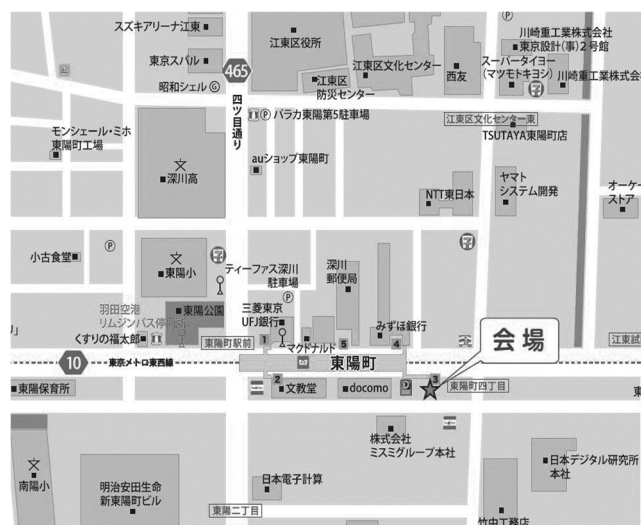 スズキアリーナ江東
東京スバル
昭和シェル
465
四ツ目通り
江東区役所
江東区
防災センター
江東区文化センター
西友
P
川崎重工業株式会社
東京設計(事)2号館
スーパータイヨー
(マツモトキヨシ)
川崎重工業株式会社
P パラカ東陽第5駐車場
江東区文化センター東
TSUTAYA東陽町店
モンシェール・ミホ
東陽町工場
深川高
auショップ東陽町
NTT東日本
ヤマト
システム開発
オーケー
ストア
小古食堂
P
東陽小
ティーファス深川
駐車場
P
深川
郵便局
羽田空港
リムジンバス停
東陽公園
くすりの福太郎
三菱東京
UFJ銀行
みずほ銀行
東陽町駅前
1
マクドナルド
5
4
会場
江東試
10
東京メトロ東西線
東陽町
東陽保育所
2
文教堂
docomo
3
東陽町四丁目
東
南陽小
明治安田生命
新東陽町ビル
日本電子計算
株式会社
ミスミグループ本社
日本デジタル研究所
本社
東陽二丁目
竹中工務店